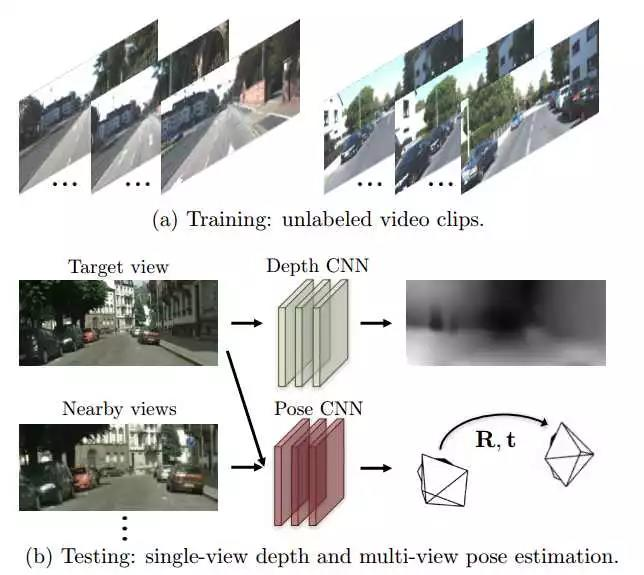 (a) Training: unlabeled video clips.
Target view
Depth CNN
Nearby views
Pose CNN
R, t
(b) Testing: single-view depth and multi-view pose estimation.